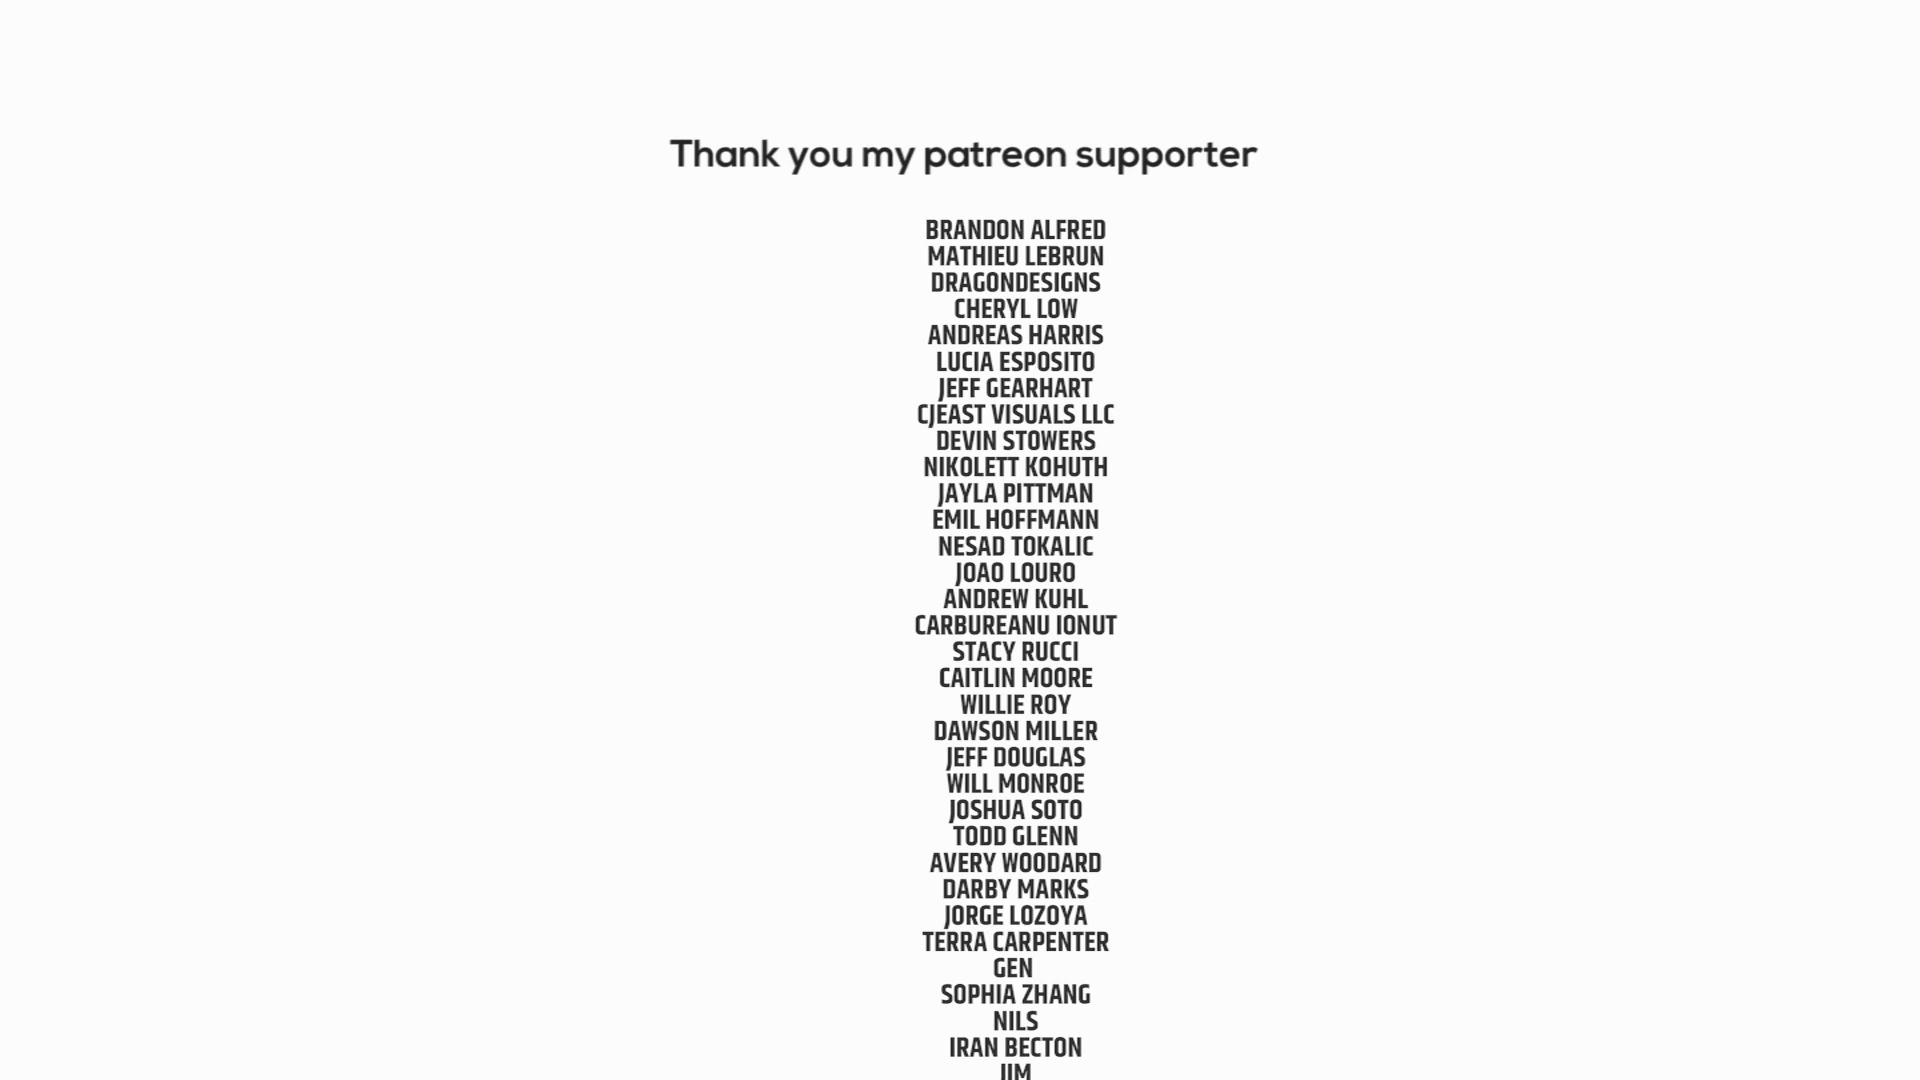 Thank you my patreon supporter
BRANDON ALFRED
MATHIEU LEBRUN
DRAGONDESIGNS
CHERYL LOW
ANDREAS HARRIS
LUCIA ESPOSITO
JEFF GEARHART
CJEAST VISUALS LLC
DEVIN STOWERS
NIKOLETT KOHUTH
JAYLA PITTMAN
EMIL HOFFMANN
NESAD TOKALIC
JOAO LOURO
ANDREW KUHL
CARBUREANU IONUT
STACY RUCCI
CAITLIN MOORE
WILLIE ROY
DAWSON MILLER
JEFF DOUGLAS
WILL MONROE
JOSHUA SOTO
TODD GLENN
AVERY WOODARD
DARBY MARKS
JORGE LOZOYA
TERRA CARPENTER
GEN
SOPHIA ZHANG
NILS
IRAN BECTON
JIM